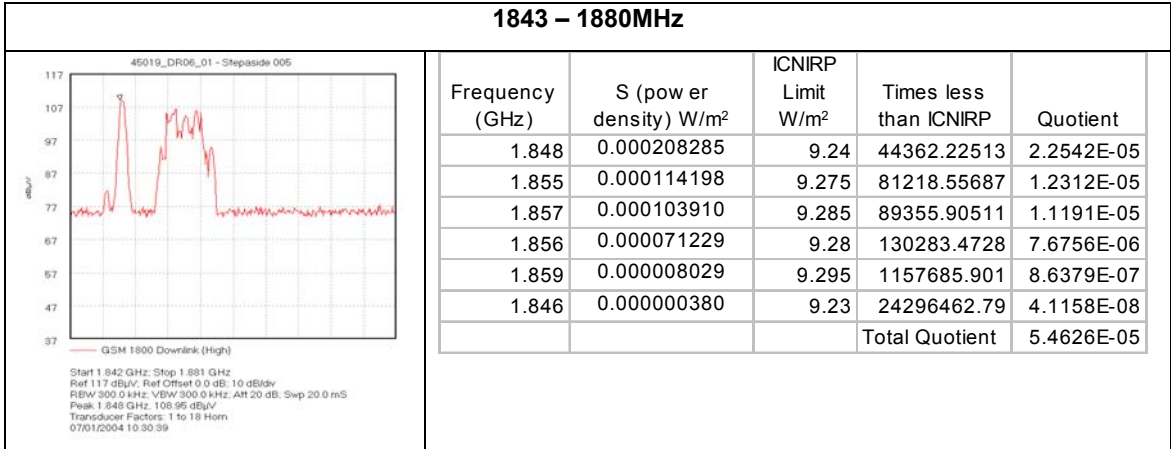 1843 – 1880MHz
45019_DR06_01 - Stepaside 005
117
107
97
87
77
67
57
47
37
dBµV
GSM 1800 Downlink (High)
Start 1.842 GHz; Stop 1.881 GHz
Ref 117 dBµV; Ref Offset 0.0 dB; 10 dB/div
RBW 300.0 kHz; VBW 300.0 kHz; Att 20 dB; Swp 20.0 mS
Peak 1.848 GHz, 108.95 dBµV
Transducer Factors: 1 to 18 Horn
07/01/2004 10:30:39
Frequency (GHz) S (pow er density) W/m² ICNIRP Limit W/m² Times less than ICNIRP Quotient
1.848 0.000208285 9.24 44362.22513 2.2542E-05
1.855 0.000114198 9.275 81218.55687 1.2312E-05
1.857 0.000103910 9.285 89355.90511 1.1191E-05
1.856 0.000071229 9.28 130283.4728 7.6756E-06
1.859 0.000008029 9.295 1157685.901 8.6379E-07
1.846 0.000000380 9.23 24296462.79 4.1158E-08
Total Quotient 5.4626E-05